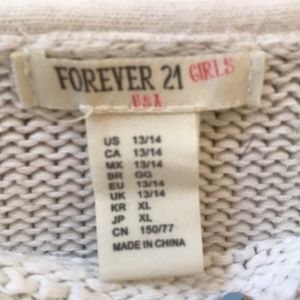 FOREVER 21 GIRLS
USA
US 13/14
CA 13/14
MX 13/14
BR GG
EU 13/14
UK 13/14
KR XL
JP XL
CN 150/77
MADE IN CHINA